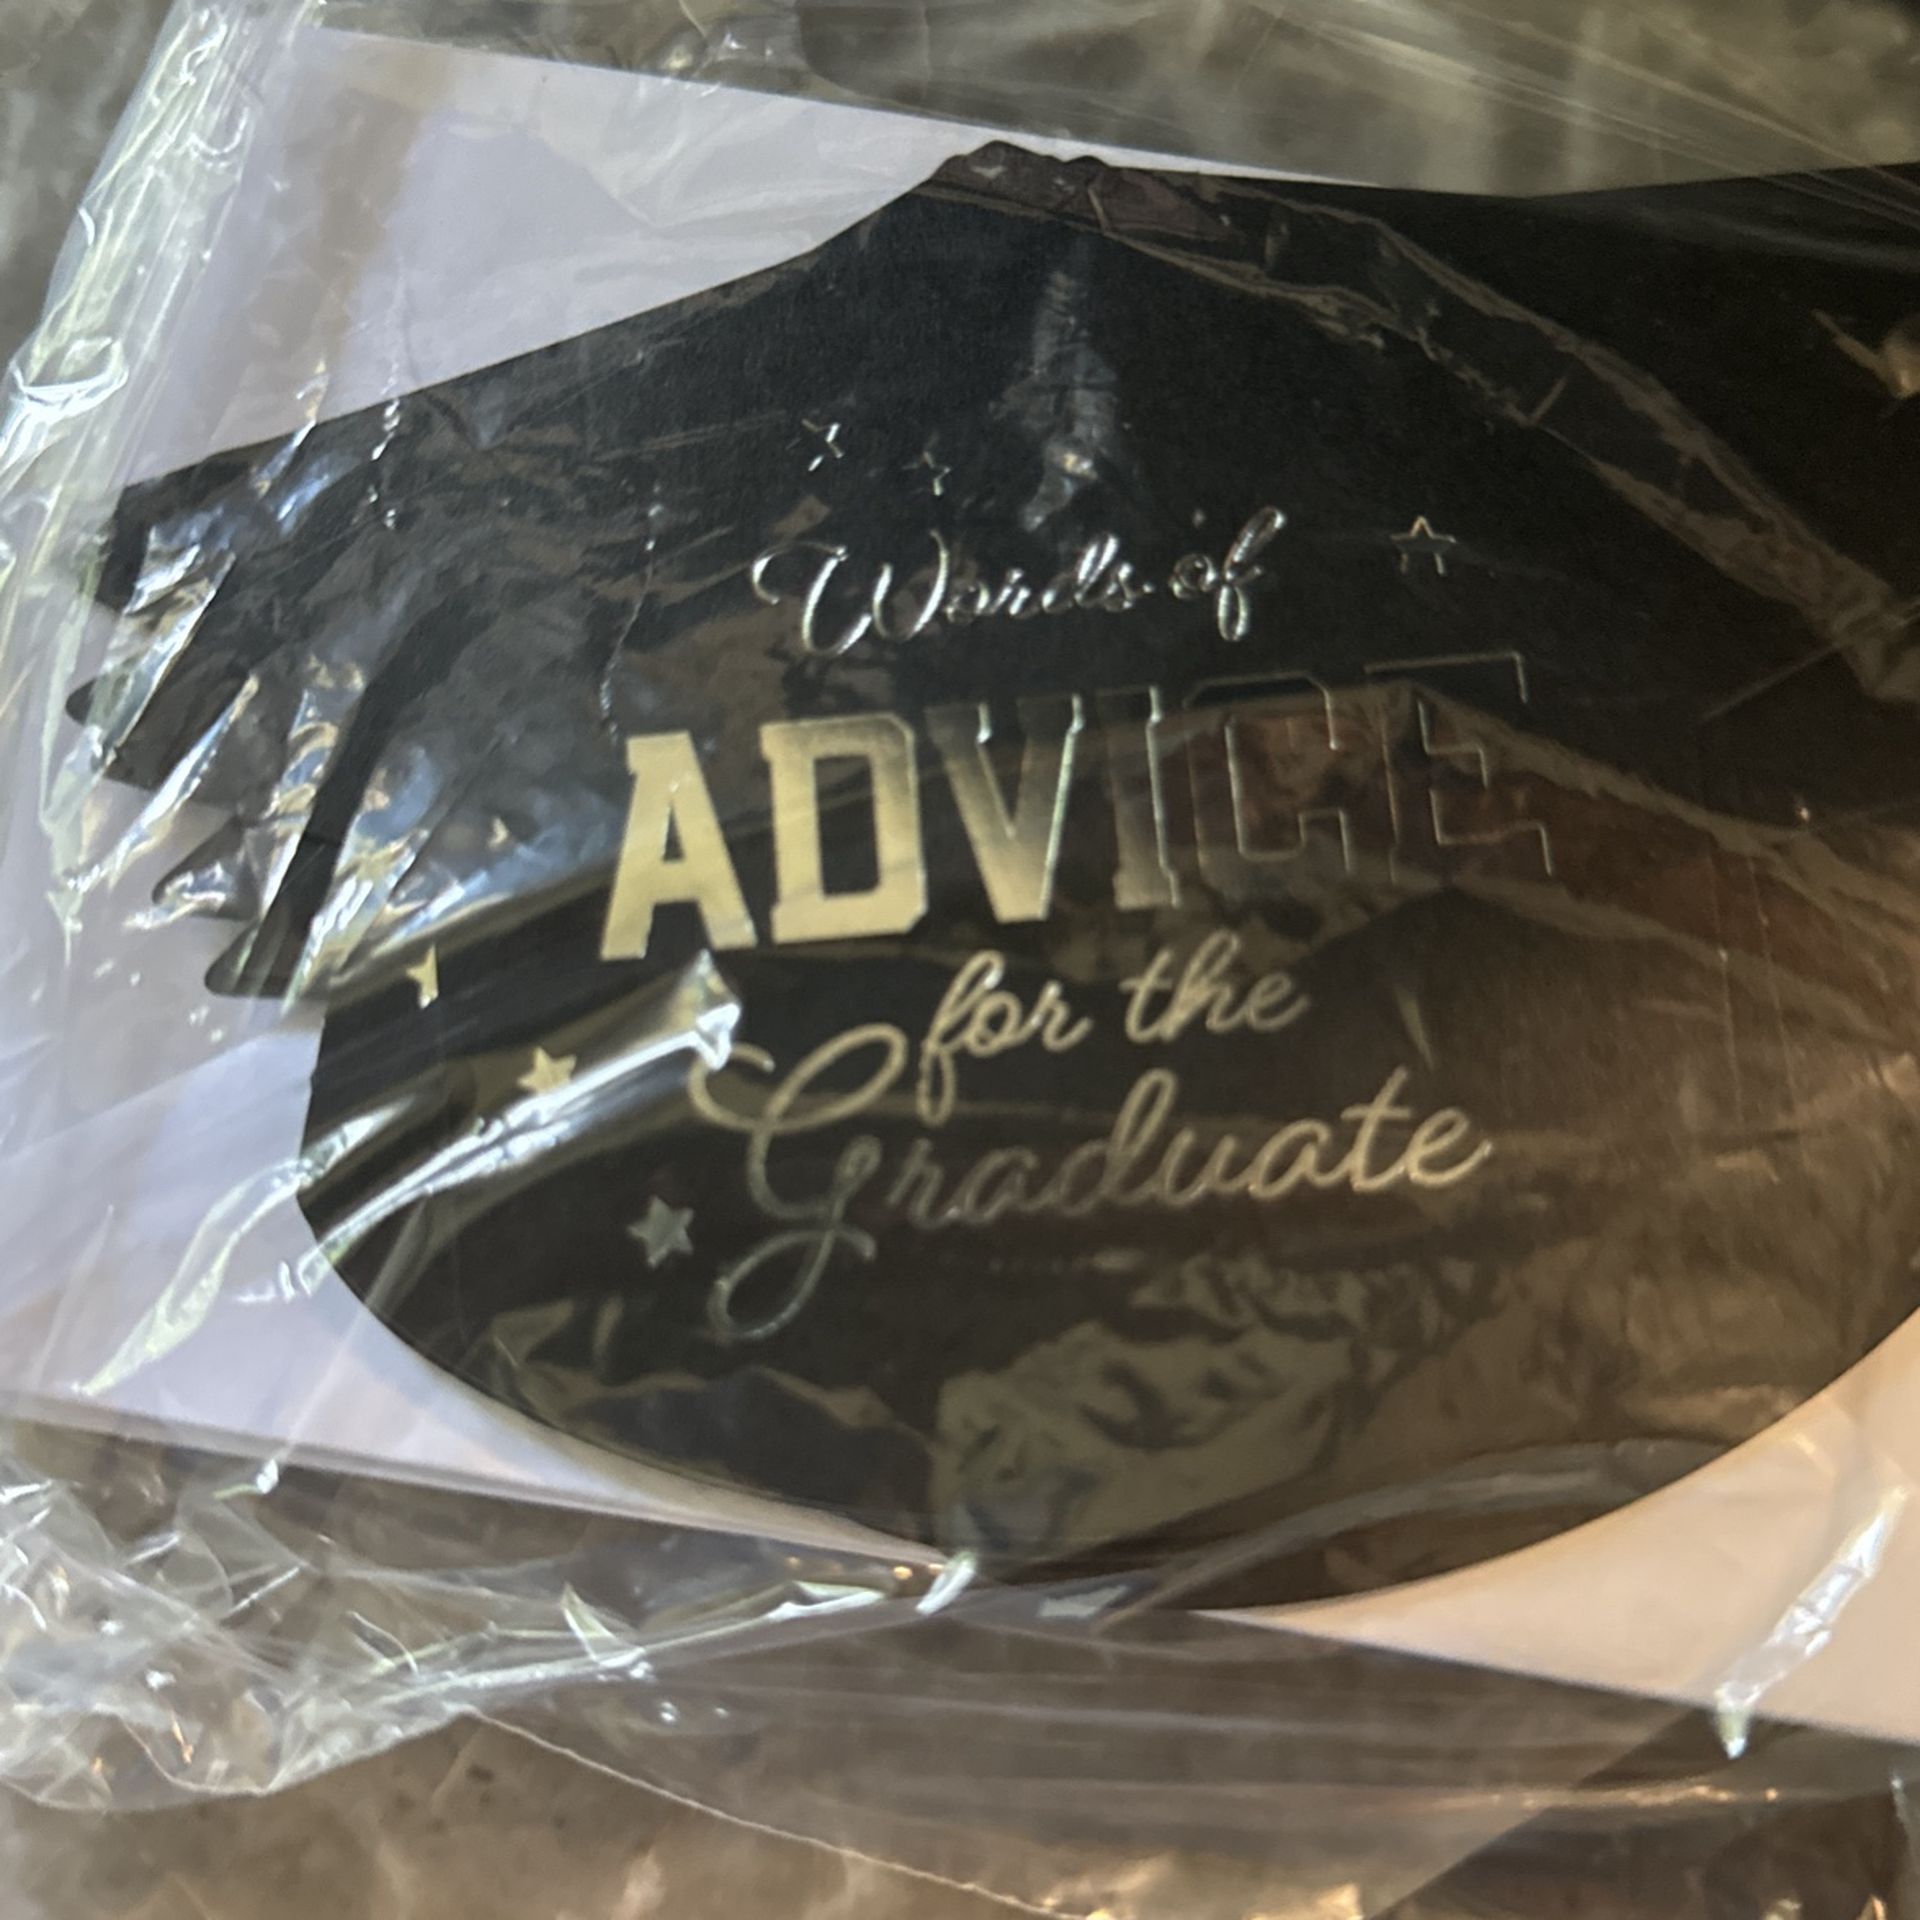 Words of
ADVICE
for the
Graduate